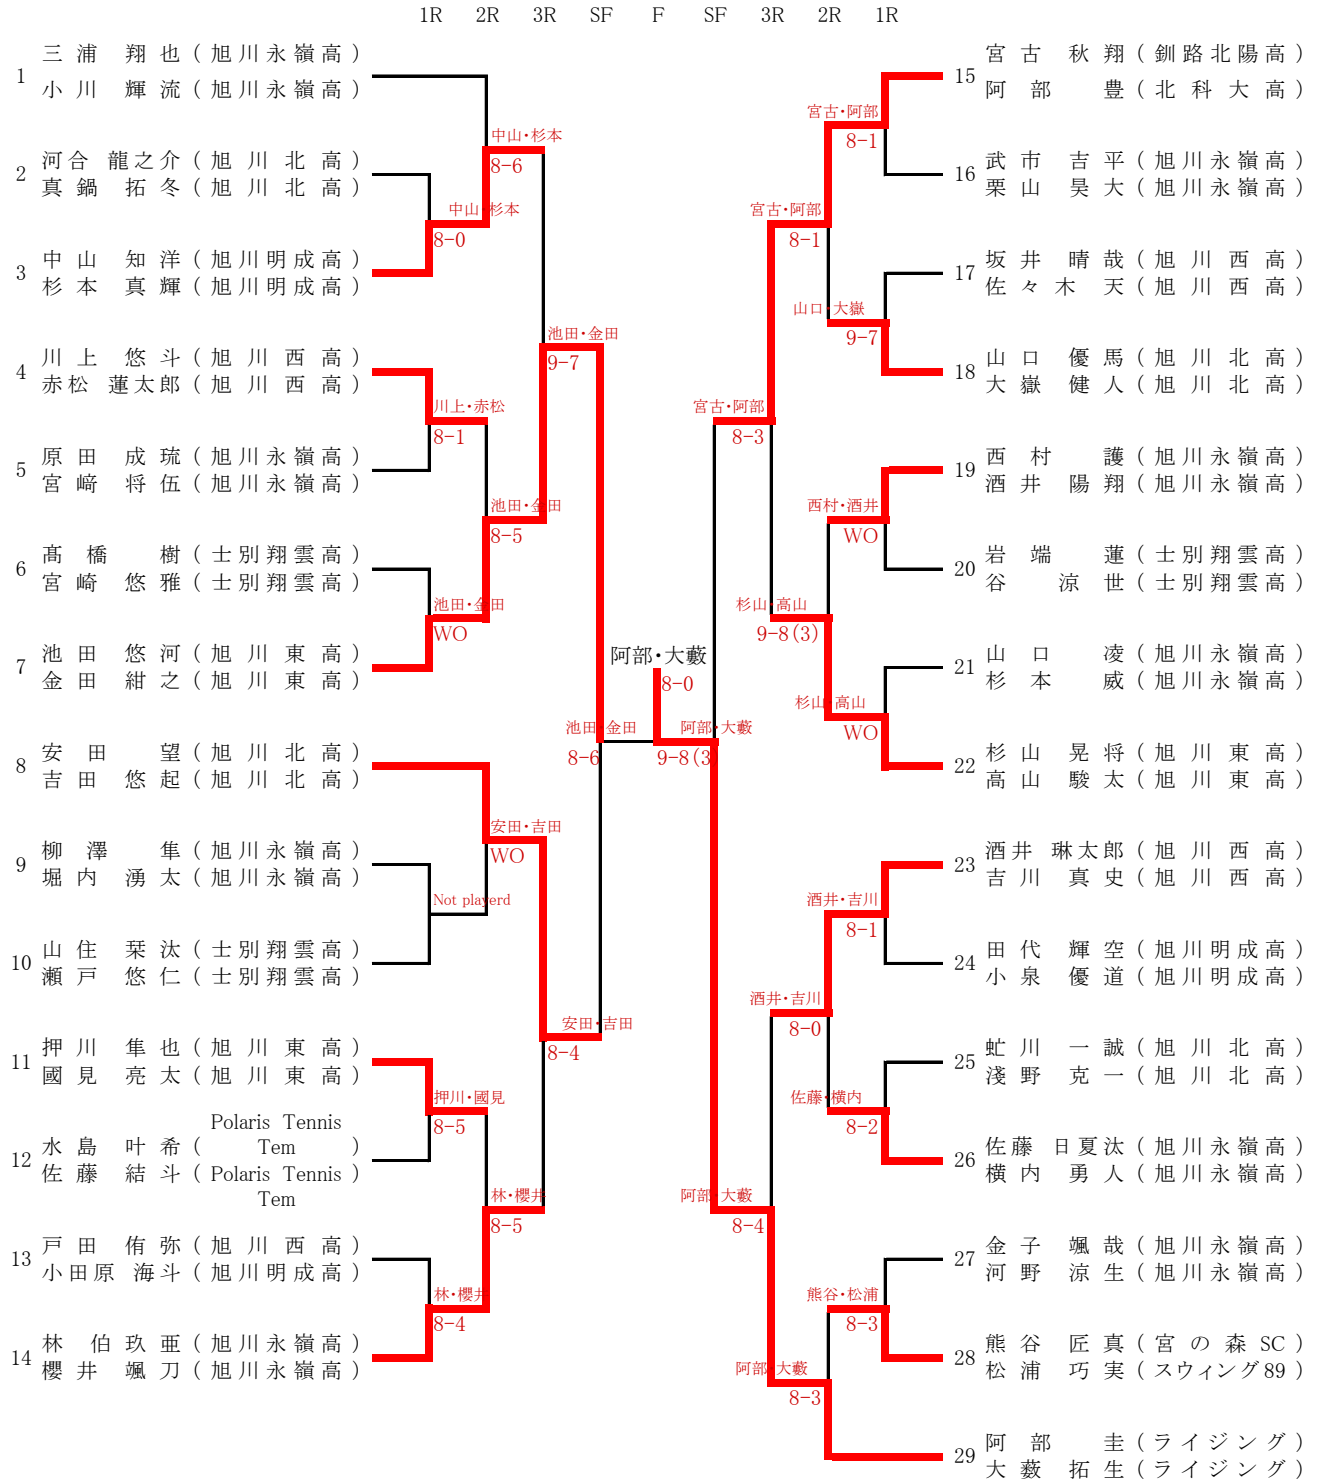 1R 2R 3R SF F SF 3R 2R 1R
1 三浦 翔也 (旭川永嶺高)
小川 輝流 (旭川永嶺高)
中山・杉本
8-6
2 河合 龍之介 (旭川北高)
真鍋 拓冬 (旭川北高)
中山・杉本
8-0
3 中山 知洋 (旭川明成高)
杉本 真輝 (旭川明成高)
池田・金田
9-7
4 川上 悠斗 (旭川西高)
赤松 蓮太郎 (旭川西高)
川上・赤松
8-1
5 原田 成琉 (旭川永嶺高)
宮﨑 将伍 (旭川永嶺高)
池田・金田
8-5
6 髙橋 樹 (士別翔雲高)
宮崎 悠雅 (士別翔雲高)
池田・金田
WO
7 池田 悠河 (旭川東高)
金田 紺之 (旭川東高)
池田・金田
8-6
8 安田 望 (旭川北高)
吉田 悠起 (旭川北高)
安田・吉田
WO
9 柳澤 隼 (旭川永嶺高)
堀内 湧太 (旭川永嶺高)
Not playerd
10 山住 栞汰 (士別翔雲高)
瀬戸 悠仁 (士別翔雲高)
安田・吉田
8-4
11 押川 隼也 (旭川東高)
國見 亮太 (旭川東高)
押川・國見
8-5
12 水島 叶希 (Polaris Tennis Tem)
佐藤 結斗 (Polaris Tennis Tem)
林・櫻井
8-5
13 戸田 侑弥 (旭川西高)
小田原 海斗 (旭川明成高)
林・櫻井
8-4
14 林 伯玖亜 (旭川永嶺高)
櫻井 颯刀 (旭川永嶺高)
阿部・大藪
8-0
阿部・大藪
9-8(3)
15 宮古 秋翔 (釧路北陽高)
阿部 豊 (北科大高)
宮古・阿部
8-1
16 武市 吉平 (旭川永嶺高)
栗山 昊大 (旭川永嶺高)
宮古・阿部
8-1
17 坂井 晴哉 (旭川西高)
佐々木 天 (旭川西高)
山口・大嶽
9-7
18 山口 優馬 (旭川北高)
大嶽 健人 (旭川北高)
宮古・阿部
8-3
19 西村 護 (旭川永嶺高)
酒井 陽翔 (旭川永嶺高)
西村・酒井
WO
20 岩端 蓮 (士別翔雲高)
谷 涼世 (士別翔雲高)
杉山・高山
9-8(3)
21 山口 凌 (旭川永嶺高)
杉本 威 (旭川永嶺高)
杉山・高山
WO
22 杉山 晃将 (旭川東高)
高山 駿太 (旭川東高)
23 酒井 琳太郎 (旭川西高)
吉川 真史 (旭川西高)
酒井・吉川
8-1
24 田代 輝空 (旭川明成高)
小泉 優道 (旭川明成高)
酒井・吉川
8-0
25 虻川 一誠 (旭川北高)
淺野 克一 (旭川北高)
佐藤・横内
8-2
26 佐藤 日夏汰 (旭川永嶺高)
横内 勇人 (旭川永嶺高)
阿部・大藪
8-4
27 金子 颯哉 (旭川永嶺高)
河野 涼生 (旭川永嶺高)
熊谷・松浦
8-3
28 熊谷 匠真 (宮の森SC)
松浦 巧実 (スウィング89)
阿部・大藪
8-3
29 阿部 圭 (ライジング)
大薮 拓生 (ライジング)